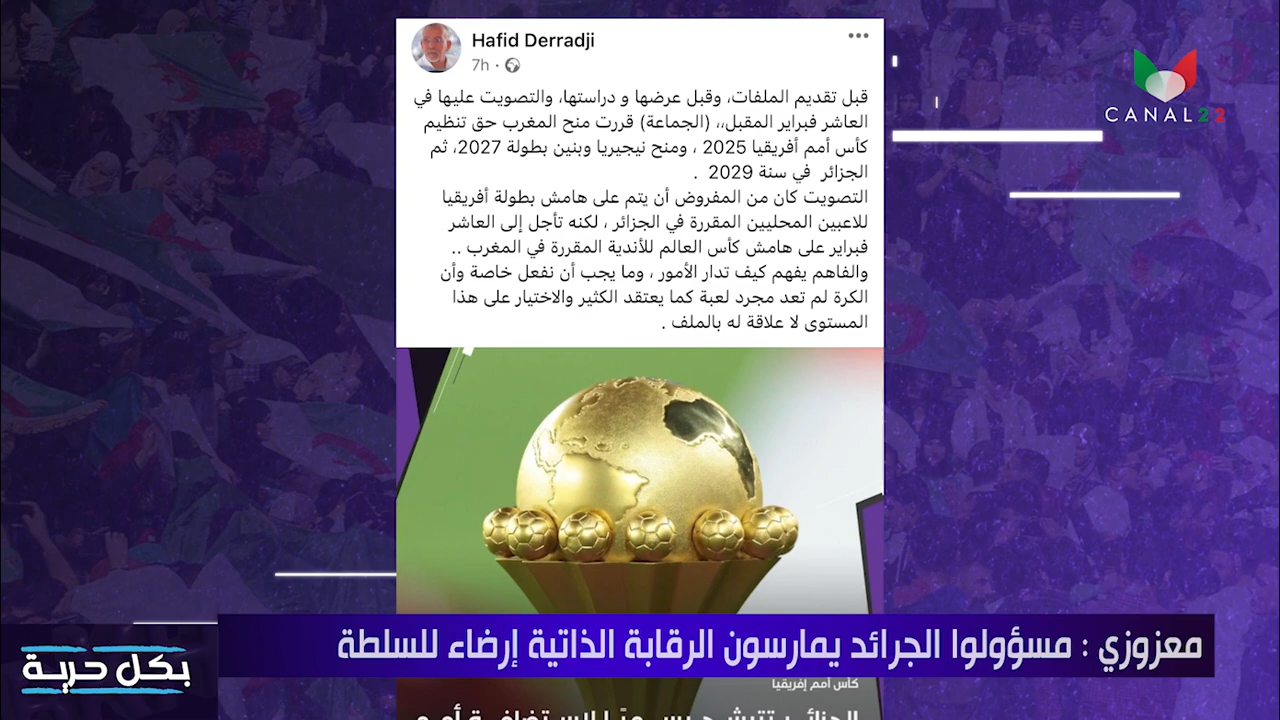 Hafid Derradji
7h ·
قبل تقديم الملفات، وقبل عرضها و دراستها، والتصويت عليها في
العاشر فبراير المقبل،، (الجماعة) قررت منح المغرب حق تنظيم
كأس أمم أفريقيا 2025 ، ومنح نيجيريا وبنين بطولة 2027، ثم
الجزائر في سنة 2029 .
التصويت كان من المفروض أن يتم على هامش بطولة أفريقيا
للاعبين المحليين المقررة في الجزائر ، لكنه تأجل إلى العاشر
فبراير على هامش كأس العالم للأندية المقررة في المغرب ..
والفاهم يفهم كيف تدار الأمور ، وما يجب أن نفعل خاصة وأن
الكرة لم تعد مجرد لعبة كما يعتقد الكثير والاختيار على هذا
المستوى لا علاقة له بالملف .
CANAL22
معزوزي : مسؤولوا الجرائد يمارسون الرقابة الذاتية إرضاء للسلطة
بكل حرية
كأس أمم إفريقيا